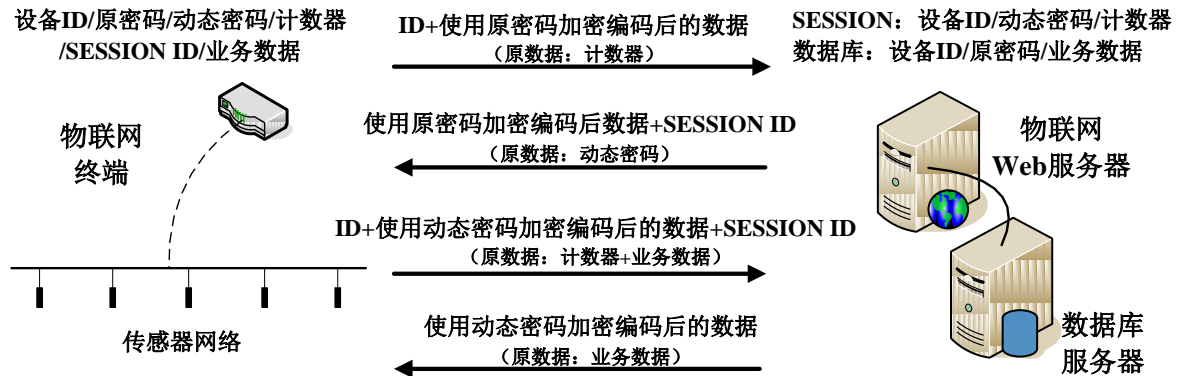 设备ID/原密码/动态密码/计数器
/SESSION ID/业务数据
ID+使用原密码加密编码后的数据
（原数据：计数器）
SESSION：设备ID/动态密码/计数器
数据库：设备ID/原密码/业务数据
物联网
终端
使用原密码加密编码后数据+SESSION ID
（原数据：动态密码）
物联网
Web服务器
ID+使用动态密码加密编码后的数据+SESSION ID
（原数据：计数器+业务数据）
传感器网络
使用动态密码加密编码后的数据
（原数据：业务数据）
数据库
服务器